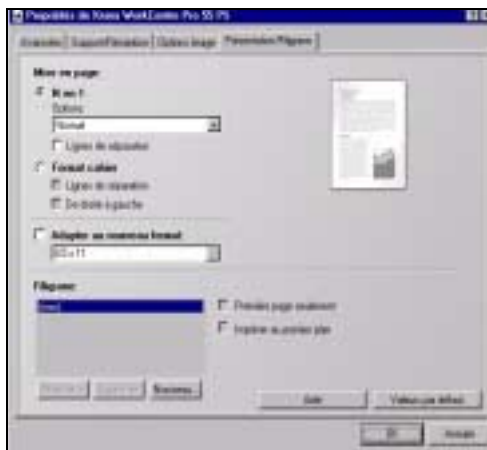 Propriétés de Xerox WorkCentre Pro 55 PS
Avancées Support/Réception Options image Présentation/Filigrane
Mise en page
N en 1
Options
Normal
Lignes de séparation
Format cahier
Lignes de séparation
De droite à gauche
Adapter au nouveau format
8,5 x 11
Filigrane
Première page seulement
Imprimer au premier plan
Nouveau...
Aide Valeurs par défaut
OK Annuler